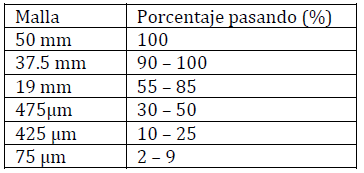 Malla Porcentaje pasando (%)
50 mm 100
37.5 mm 90 – 100
19 mm 55 – 85
475μm 30 – 50
425 μm 10 – 25
75 μm 2 – 9